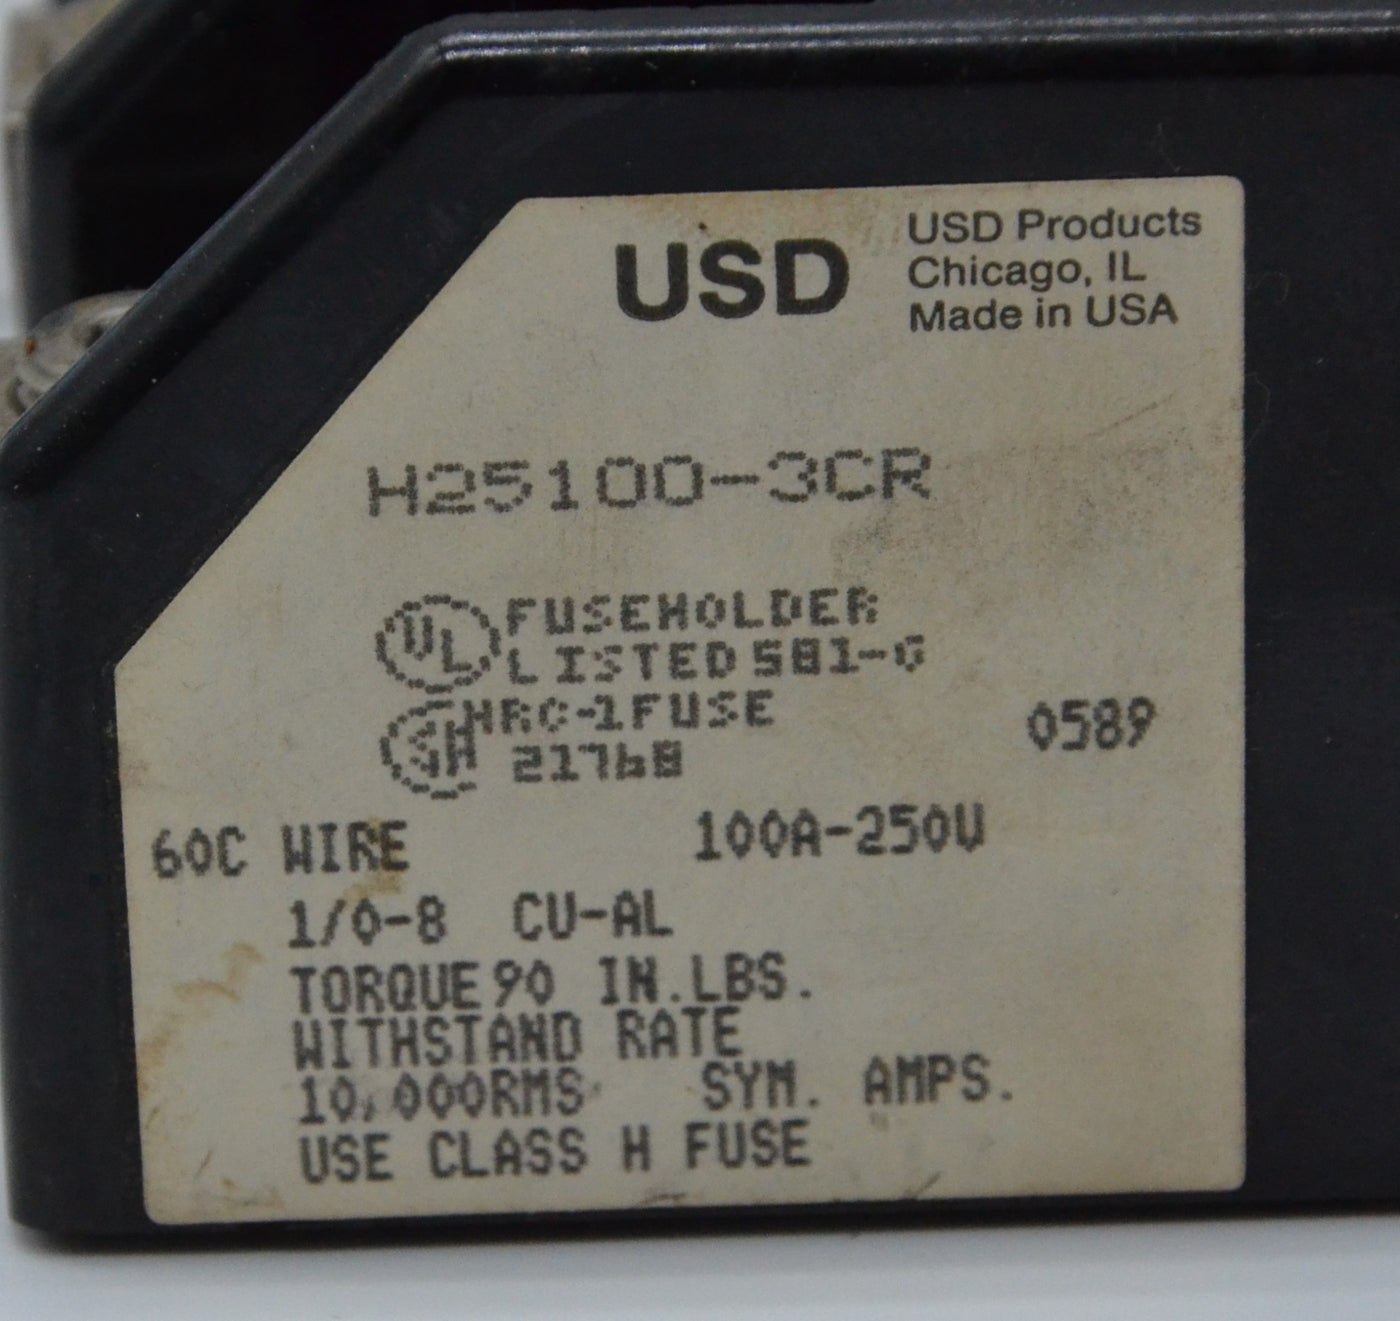 USD
USD Products
Chicago, IL
Made in USA
H25100-3CR
UL FUSEHOLDER
LISTED 581-G
HRC-1FUSE
21768
0589
60C WIRE 100A-250V
1/0-8 CU-AL
TORQUE 90 IN.LBS.
WITHSTAND RATE
10,000RMS SYM. AMPS.
USE CLASS H FUSE